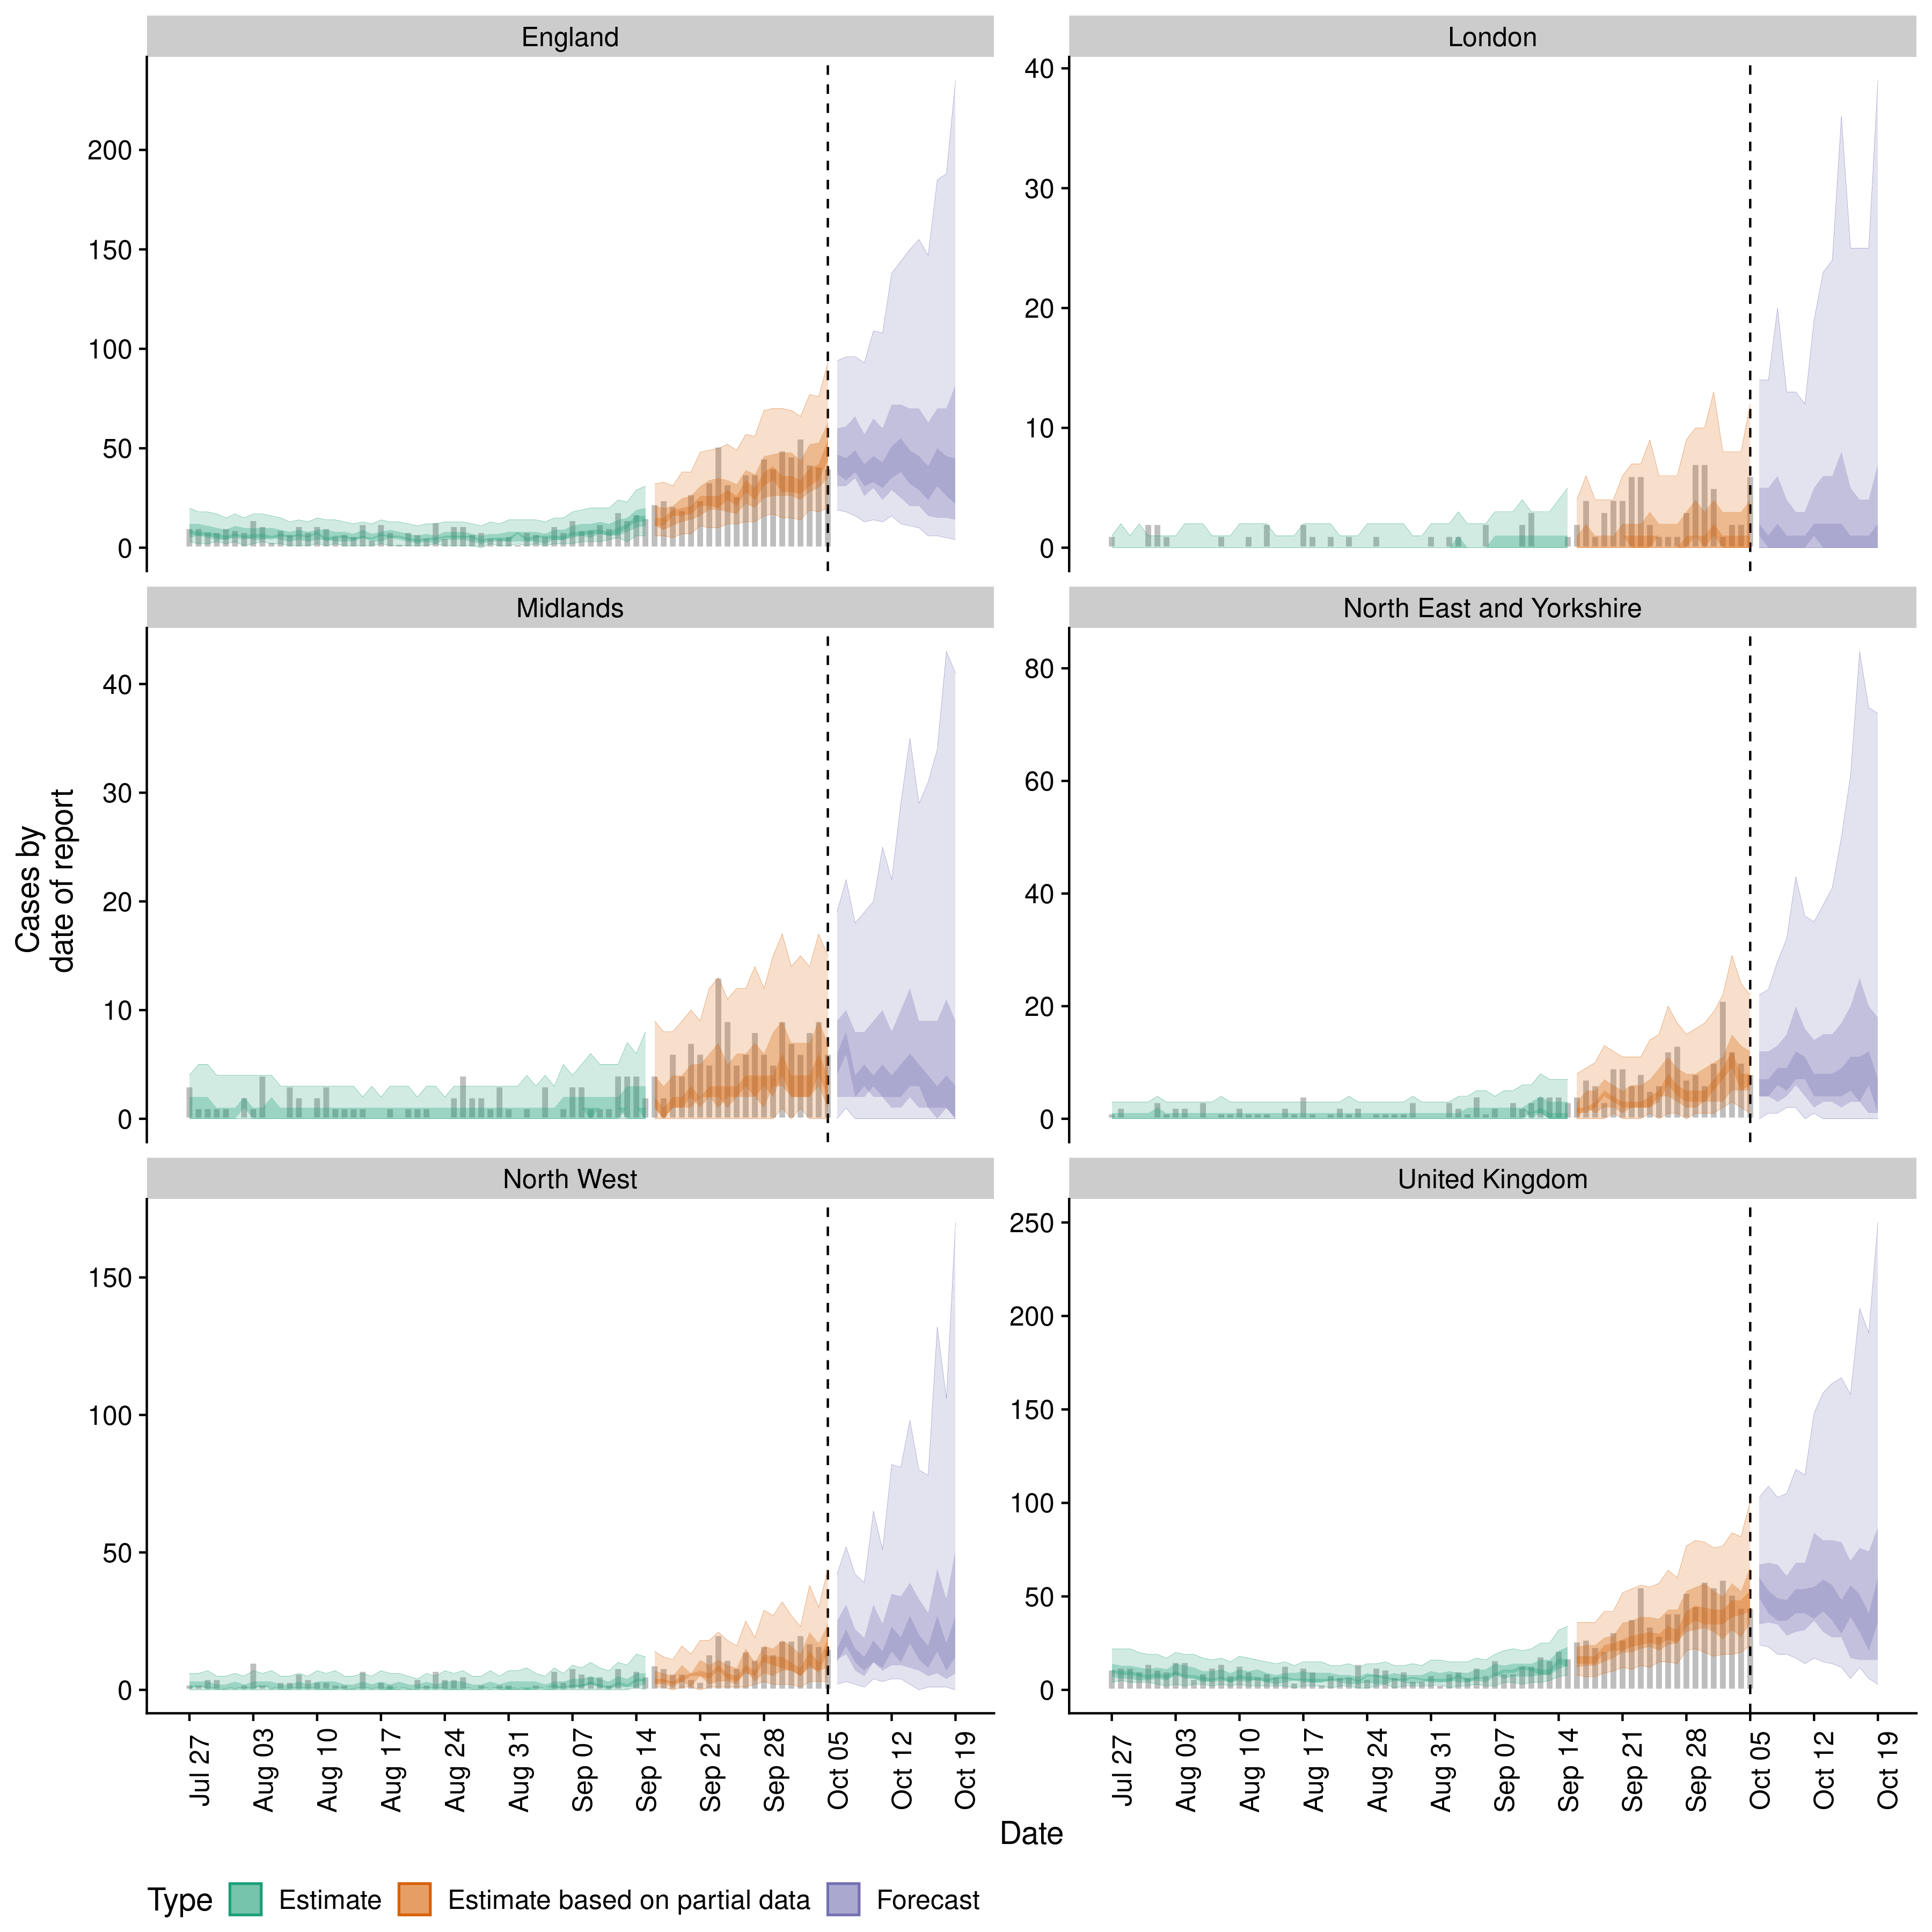 England
London
200
150
100
50
0
40
30
20
10
0
Midlands
North East and Yorkshire
40
30
20
10
0
80
60
40
20
0
Cases by
date of report
North West
United Kingdom
150
100
50
0
250
200
150
100
50
0
Jul 27
Aug 03
Aug 10
Aug 17
Aug 24
Aug 31
Sep 07
Sep 14
Sep 21
Sep 28
Oct 05
Oct 12
Oct 19
Jul 27
Aug 03
Aug 10
Aug 17
Aug 24
Aug 31
Sep 07
Sep 14
Sep 21
Sep 28
Oct 05
Oct 12
Oct 19
Date
Type Estimate Estimate based on partial data Forecast